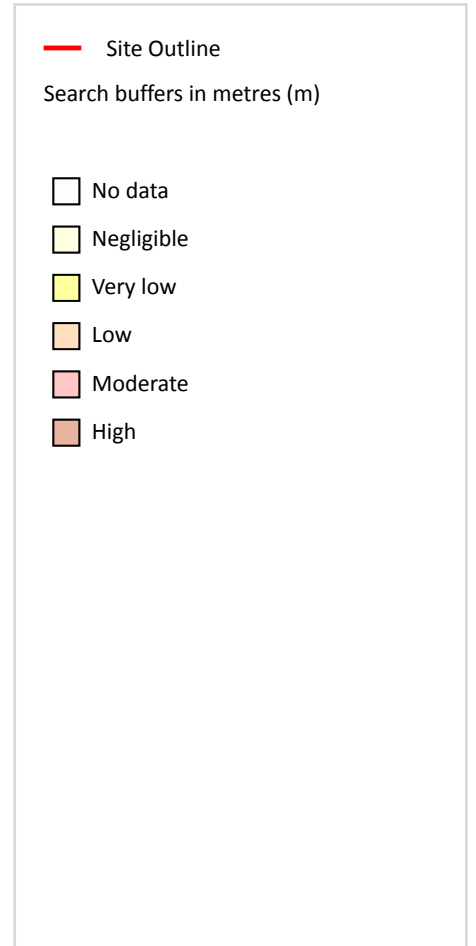 Site Outline
Search buffers in metres (m)
No data
Negligible
Very low
Low
Moderate
High